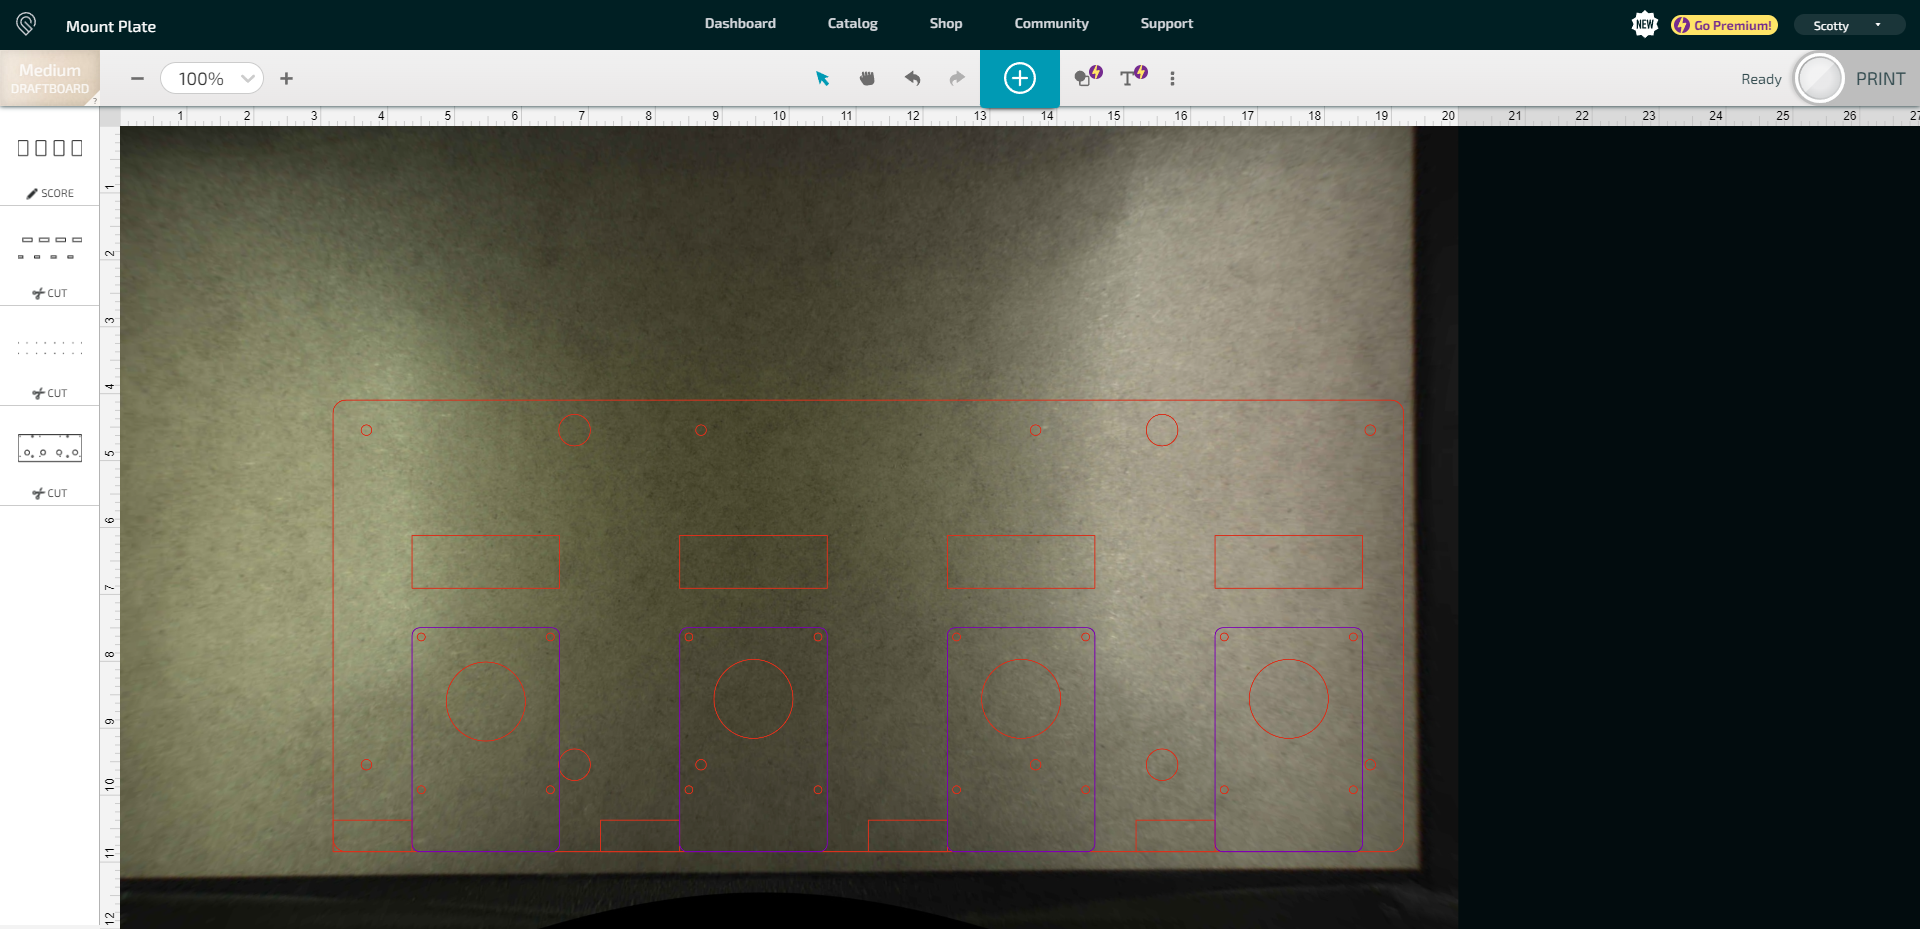 Mount Plate
Dashboard
Catalog
Shop
Community
Support
NEW
Go Premium!
Scotty
Medium
DRAFTBOARD
?
100%
T
Ready
PRINT
1 2 3 4 5 6 7 8 9 10 11 12 13 14 15 16 17 18 19 20 21 22 23 24 25 26 27
1
2
3
4
5
6
7
8
9
10
11
12
SCORE
CUT
CUT
CUT